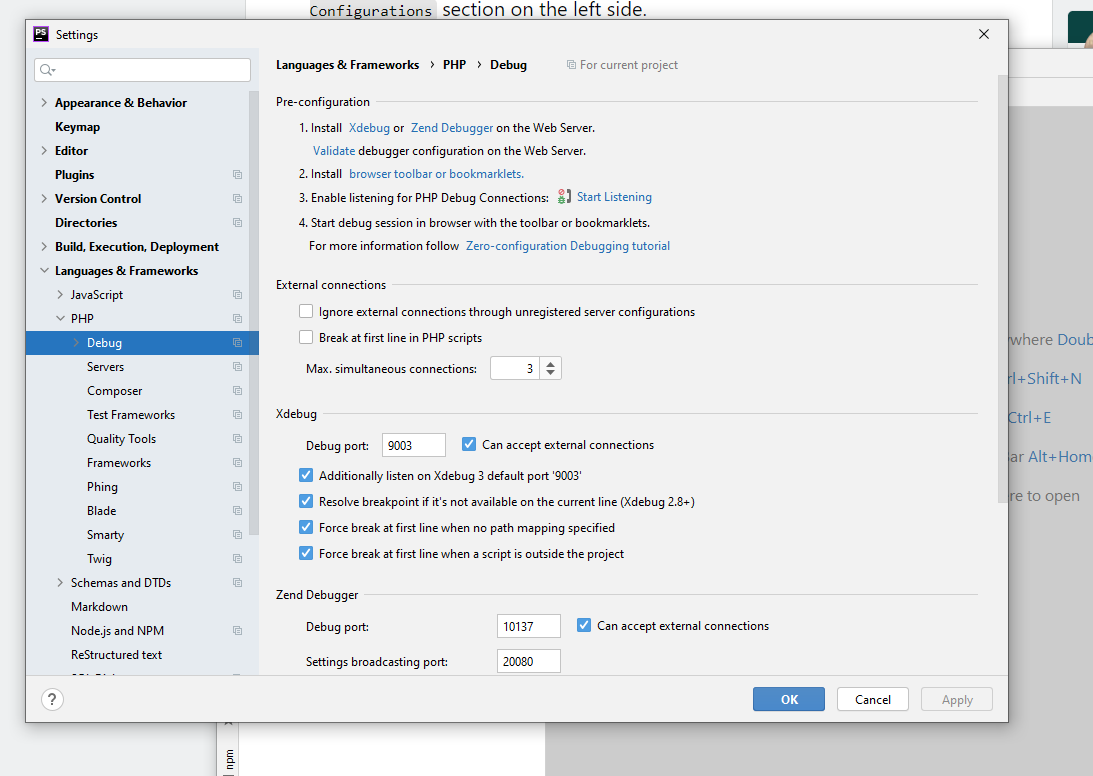 Configurations section on the left side.
PS Settings
Appearance & Behavior
Keymap
Editor
Plugins
Version Control
Directories
Build, Execution, Deployment
Languages & Frameworks
JavaScript
PHP
Debug
Servers
Composer
Test Frameworks
Quality Tools
Frameworks
Phing
Blade
Smarty
Twig
Schemas and DTDs
Markdown
Node.js and NPM
ReStructured text
Languages & Frameworks › PHP › Debug For current project
Pre-configuration
1. Install Xdebug or Zend Debugger on the Web Server.
Validate debugger configuration on the Web Server.
2. Install browser toolbar or bookmarklets.
3. Enable listening for PHP Debug Connections: Start Listening
4. Start debug session in browser with the toolbar or bookmarklets.
For more information follow Zero-configuration Debugging tutorial
External connections
Ignore external connections through unregistered server configurations
Break at first line in PHP scripts
Max. simultaneous connections: 3
Xdebug
Debug port: 9003 Can accept external connections
Additionally listen on Xdebug 3 default port '9003'
Resolve breakpoint if it's not available on the current line (Xdebug 2.8+)
Force break at first line when no path mapping specified
Force break at first line when a script is outside the project
Zend Debugger
Debug port: 10137 Can accept external connections
Settings broadcasting port: 20080
? OK Cancel Apply
ywhere Doub
rl+Shift+N
Ctrl+E
Bar Alt+Hom
re to open
npm